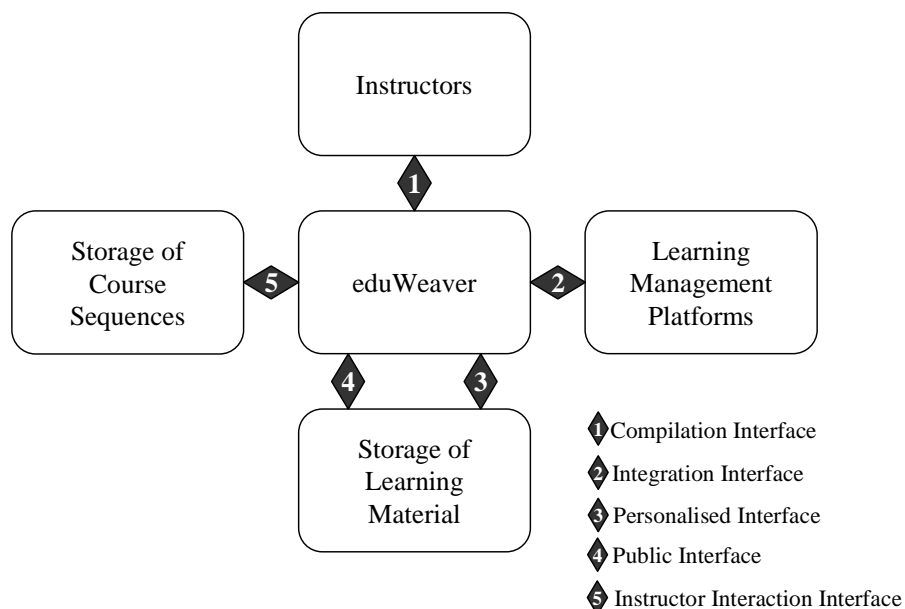 Instructors
1
Storage of
Course
Sequences
5
eduWeaver
2
Learning
Management
Platforms
4
3
Storage of
Learning
Material
1 Compilation Interface
2 Integration Interface
3 Personalised Interface
4 Public Interface
5 Instructor Interaction Interface